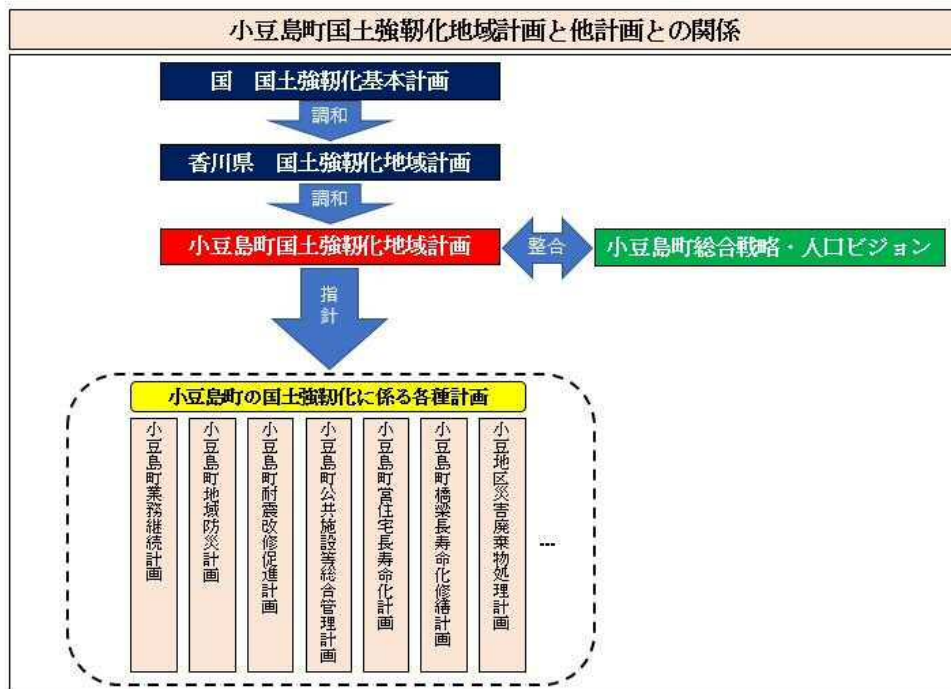 小豆島町国土強靭化地域計画と他計画との関係
国　国土強靭化基本計画
調和
香川県　国土強靭化地域計画
調和
小豆島町国土強靭化地域計画
整合
小豆島町総合戦略・人口ビジョン
指針
小豆島町の国土強靭化に係る各種計画
小豆島町業務継続計画
小豆島町地域防災計画
小豆島町耐震改修促進計画
小豆島町公共施設等総合管理計画
小豆島町営住宅長寿命化計画
小豆島町橋梁長寿命化修繕計画
小豆地区災害廃棄物処理計画
...